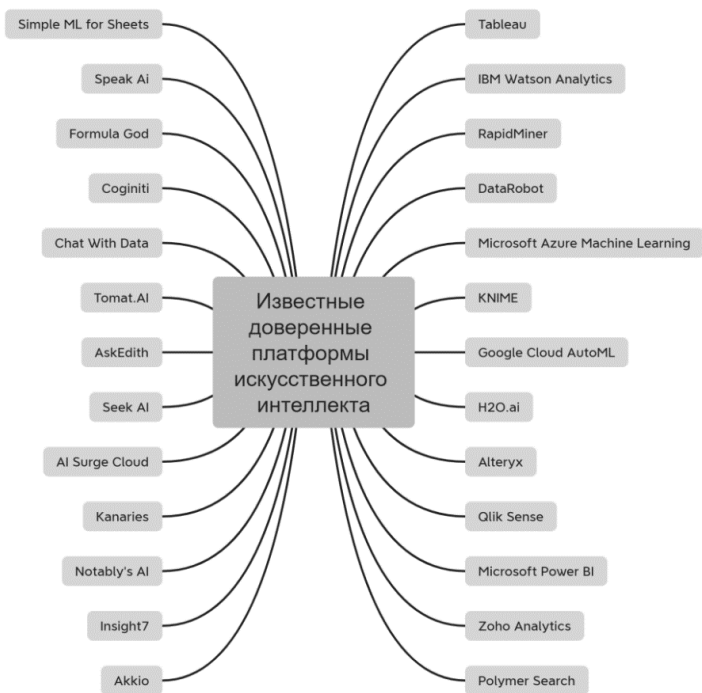 Simple ML for Sheets
Speak Ai
Formula God
Coginiti
Chat With Data
Tomat.AI
AskEdith
Seek AI
AI Surge Cloud
Kanaries
Notably's AI
Insight7
Akkio
Известные
доверенные
платформы
искусственного
интеллекта
Tableau
IBM Watson Analytics
RapidMiner
DataRobot
Microsoft Azure Machine Learning
KNIME
Google Cloud AutoML
H2O.ai
Alteryx
Qlik Sense
Microsoft Power BI
Zoho Analytics
Polymer Search